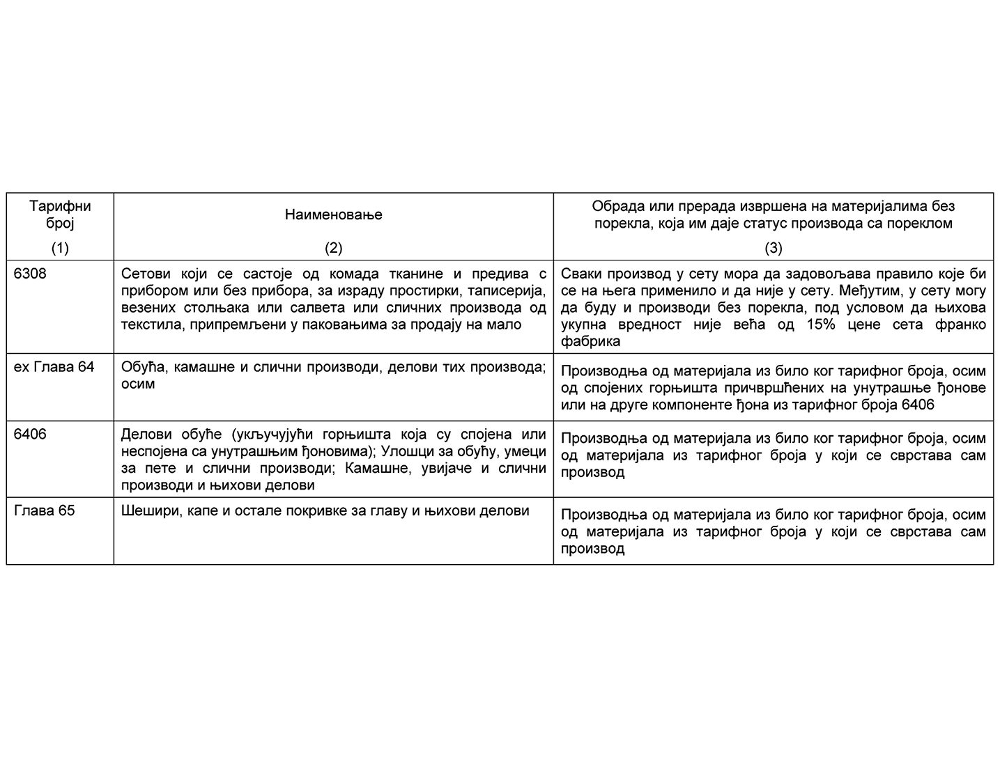 Тарифни
број
(1)
Наименовање
(2)
Обрада или прерада извршена на материјалима без
порекла, која им даје статус производа са пореклом
(3)
6308
Сетови који се састоје од комада тканине и предива с
прибором или без прибора, за израду простирки, таписерија,
везених столњака или салвета или сличних производа од
текстила, припремљени у паковањима за продају на мало
Сваки производ у сету мора да задовољава правило које би
се на њега применило и да није у сету. Међутим, у сету могу
да буду и производи без порекла, под условом да њихова
укупна вредност није већа од 15% цене сета франко
фабрика
ex Глава 64
Обућа, камашне и слични производи, делови тих производа;
осим
Производња од материјала из било ког тарифног броја, осим
од спојених горњишта причвршћених на унутрашње ђонове
или на друге компоненте ђона из тарифног броја 6406
6406
Делови обуће (укључујући горњишта која су спојена или
неспојена са унутрашњим ђоновима); Улошци за обућу, умеци
за пете и слични производи; Камашне, увијаче и слични
производи и њихови делови
Производња од материјала из било ког тарифног броја, осим
од материјала из тарифног броја у који се сврстава сам
производ
Глава 65
Шешири, капе и остале покривке за главу и њихови делови
Производња од материјала из било ког тарифног броја, осим
од материјала из тарифног броја у који се сврстава сам
производ